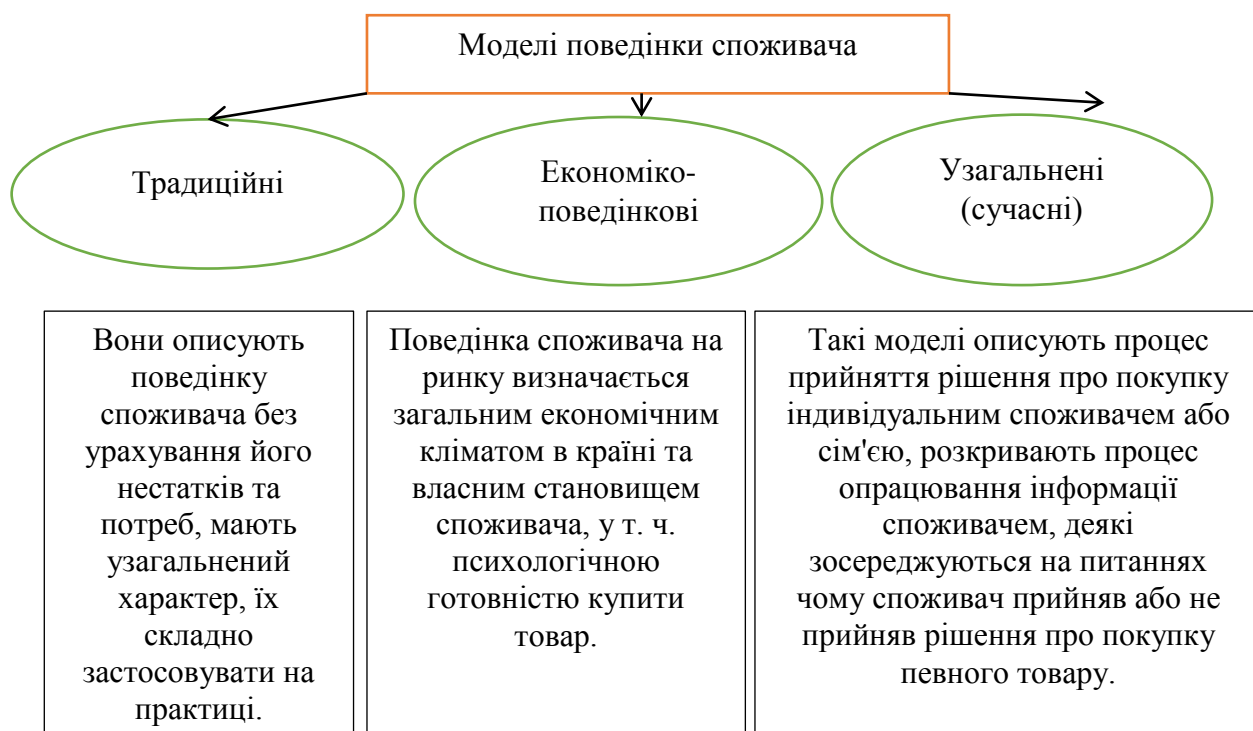 Моделі поведінки споживача
Традиційні
Економіко-
поведінкові
Узагальнені
(сучасні)
Вони описують
поведінку
споживача без
урахування його
нестатків та
потреб, мають
узагальнений
характер, їх
складно
застосовувати на
практиці.
Поведінка споживача на
ринку визначається
загальним економічним
кліматом в країні та
власним становищем
споживача, у т. ч.
психологічною
готовністю купити
товар.
Такі моделі описують процес
прийняття рішення про покупку
індивідуальним споживачем або
сім'єю, розкривають процес
опрацювання інформації
споживачем, деякі
зосереджуються на питаннях
чому споживач прийняв або не
прийняв рішення про покупку
певного товару.